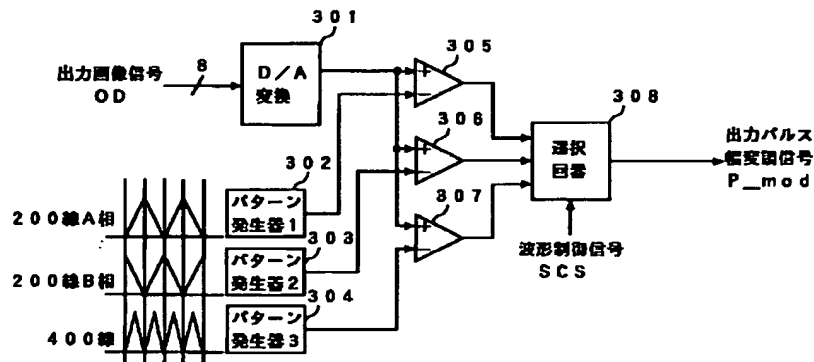 301
出力画像信号
OD
8
D/A
変換
305
306
307
308
選択
回路
出力パルス
幅変調信号
P_mod
波形制御信号
SCS
302
200線A相
パターン
発生器1
303
200線B相
パターン
発生器2
304
400線
パターン
発生器3
+
−
+
−
+
−